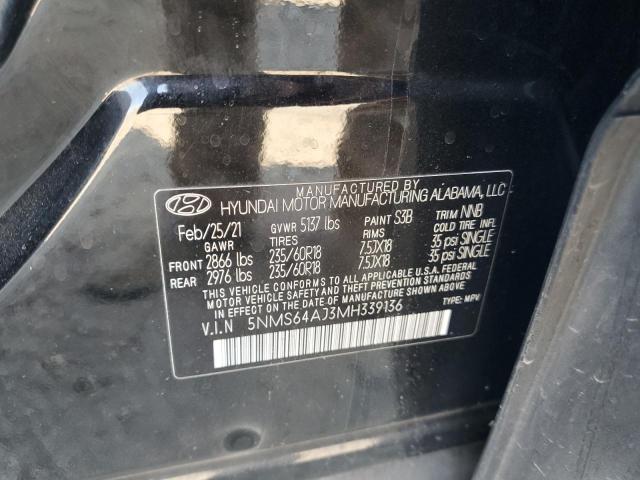 MANUFACTURED BY
HYUNDAI MOTOR MANUFACTURING ALABAMA, LLC
Feb/25/21 GVWR 5137 lbs PAINT S3B TRIM NNB
GAWR TIRES RIMS COLD TIRE INFL
FRONT 2866 lbs 235/60R18 7.5JX18 35 psi SINGLE
REAR 2976 lbs 235/60R18 7.5JX18 35 psi SINGLE
THIS VEHICLE CONFORMS TO ALL APPLICABLE U.S.A. FEDERAL
MOTOR VEHICLE SAFETY, BUMPER, AND THEFT PREVENTION STANDARDS
IN EFFECT ON THE DATE OF MANUFACTURE SHOWN ABOVE.
V.I.N 5NMS64AJ3MH339136 TYPE: MPV